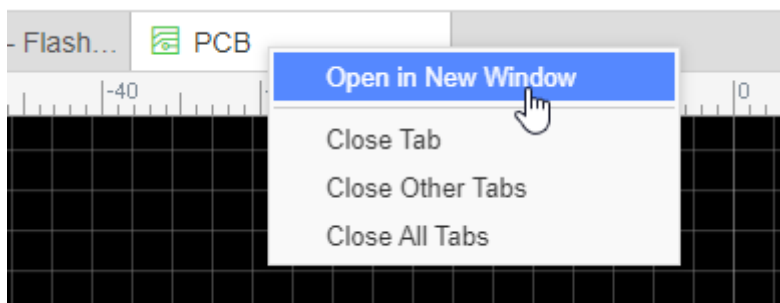 - Flash... PCB
Open in New Window
-40 0
Close Tab
Close Other Tabs
Close All Tabs